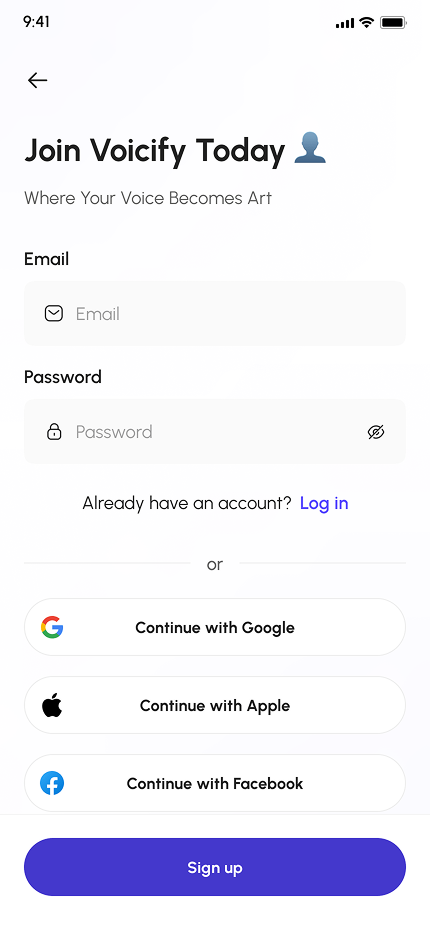 9:41
Join Voicify Today 👤
Where Your Voice Becomes Art
Email
Email
Password
Password
Already have an account? Log in
or
Continue with Google
Continue with Apple
Continue with Facebook
Sign up